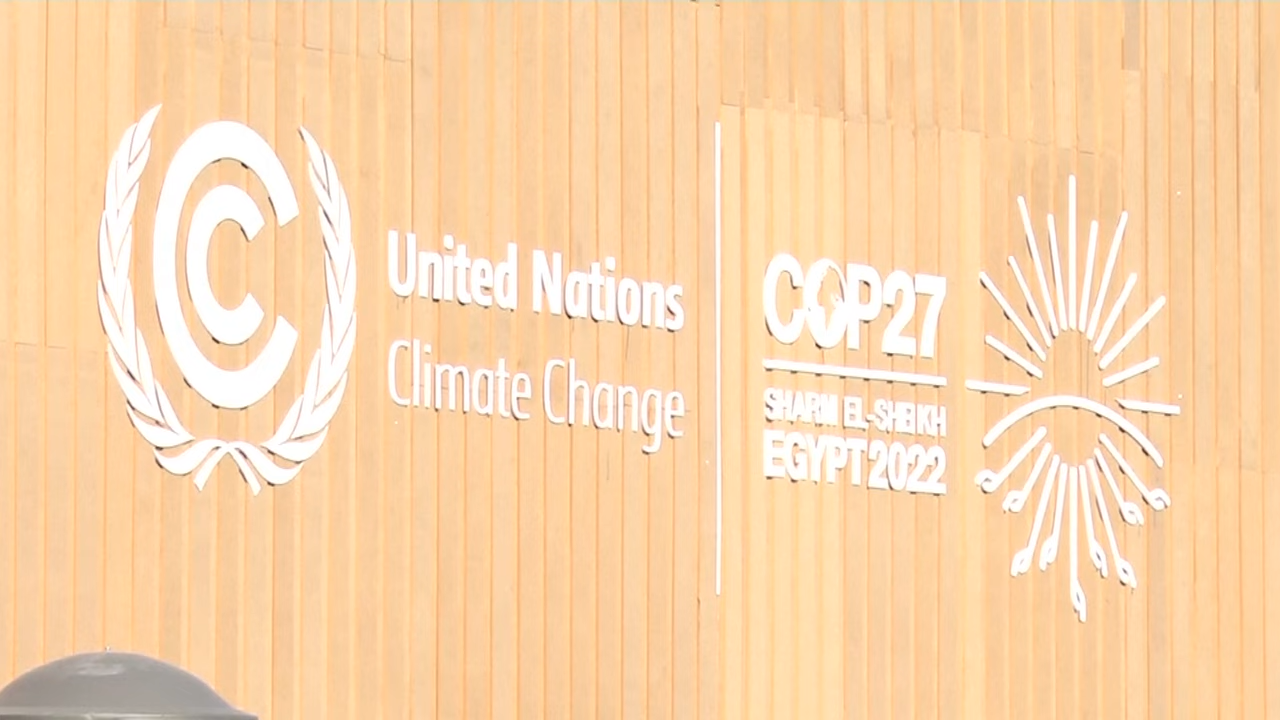 United Nations
Climate Change
COP27
SHARM EL-SHEIKH
EGYPT 2022